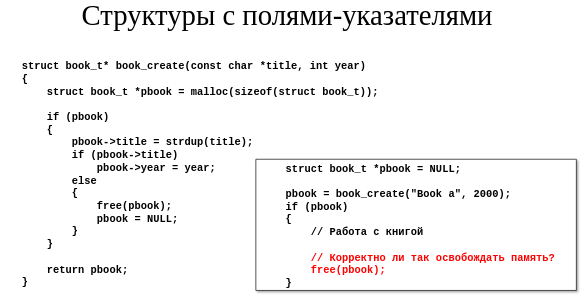 Структуры с полями-указателями
struct book_t* book_create(const char *title, int year)
{
    struct book_t *pbook = malloc(sizeof(struct book_t));

    if (pbook)
    {
        pbook->title = strdup(title);
        if (pbook->title)
            pbook->year = year;
        else
        {
            free(pbook);
            pbook = NULL;
        }
    }

    return pbook;
}
struct book_t *pbook = NULL;

pbook = book_create("Book a", 2000);
if (pbook)
{
    // Работа с книгой

    // Корректно ли так освобождать память?
    free(pbook);
}